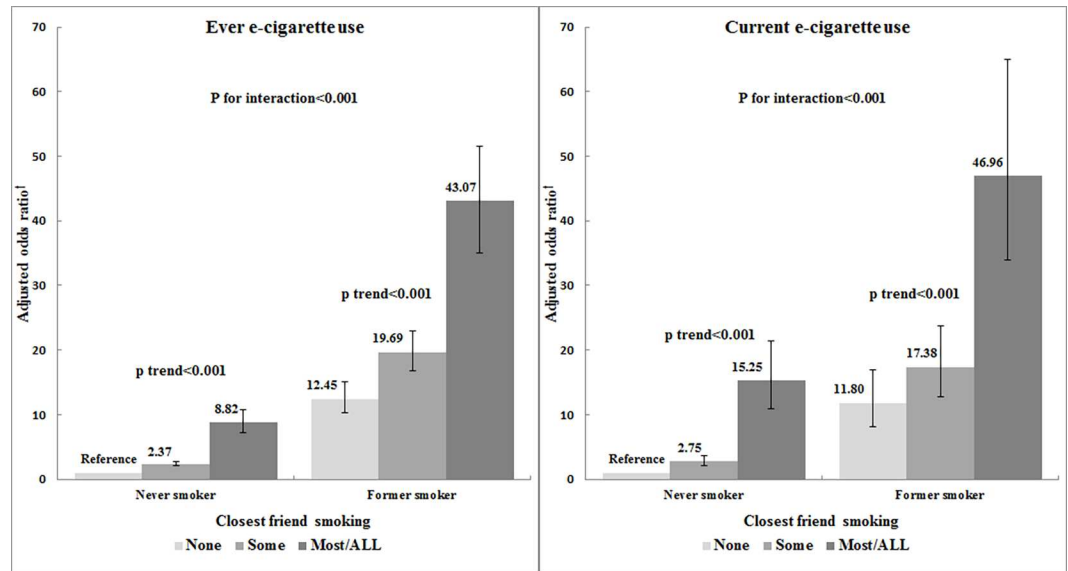 Ever e-cigarette use
P for interaction<0.001
Adjusted odds ratio†
70
60
50
40
30
20
10
0
p trend<0.001
Reference
2.37
8.82
p trend<0.001
12.45
19.69
43.07
Never smoker
Former smoker
Closest friend smoking
None Some Most/ALL
Current e-cigarette use
P for interaction<0.001
Adjusted odds ratio†
70
60
50
40
30
20
10
0
p trend<0.001
Reference
2.75
15.25
p trend<0.001
11.80
17.38
46.96
Never smoker
Former smoker
Closest friend smoking
None Some Most/ALL